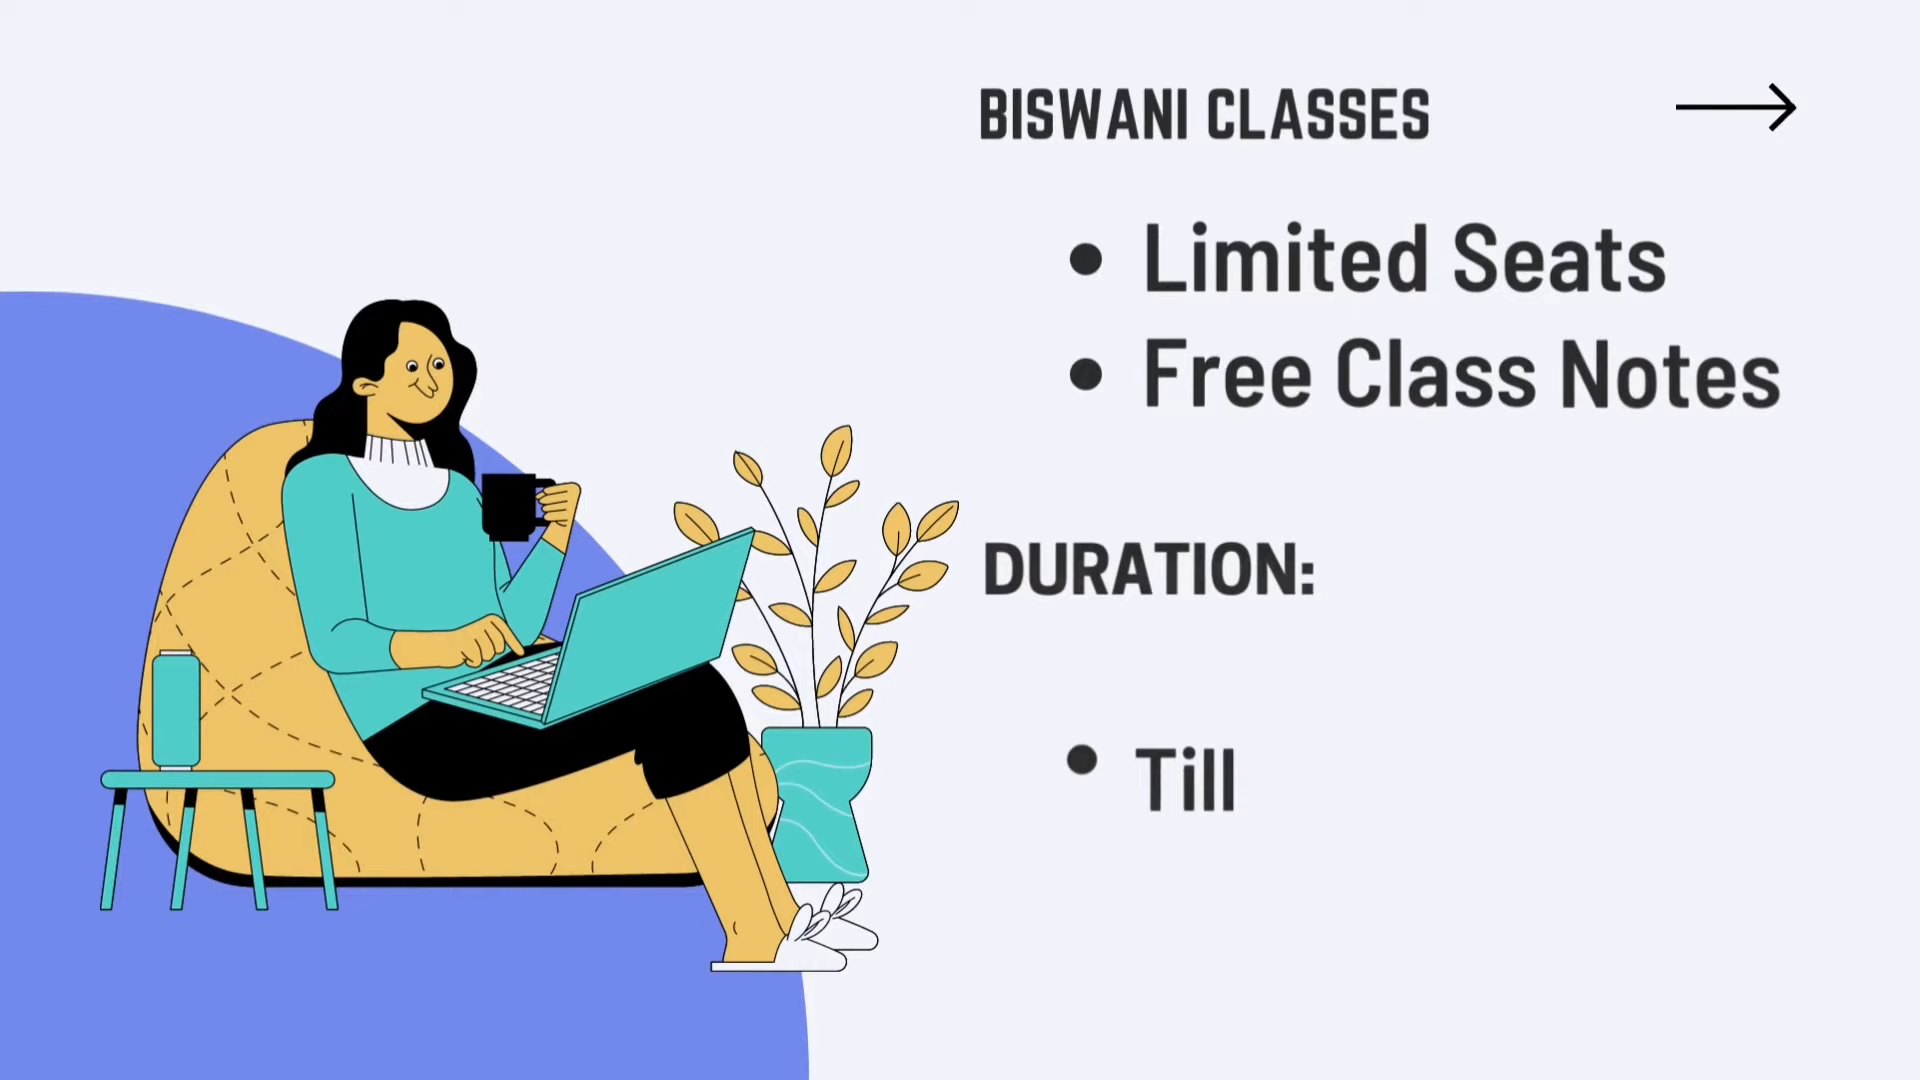 BISWANI CLASSES
• Limited Seats
• Free Class Notes
DURATION:
• Till